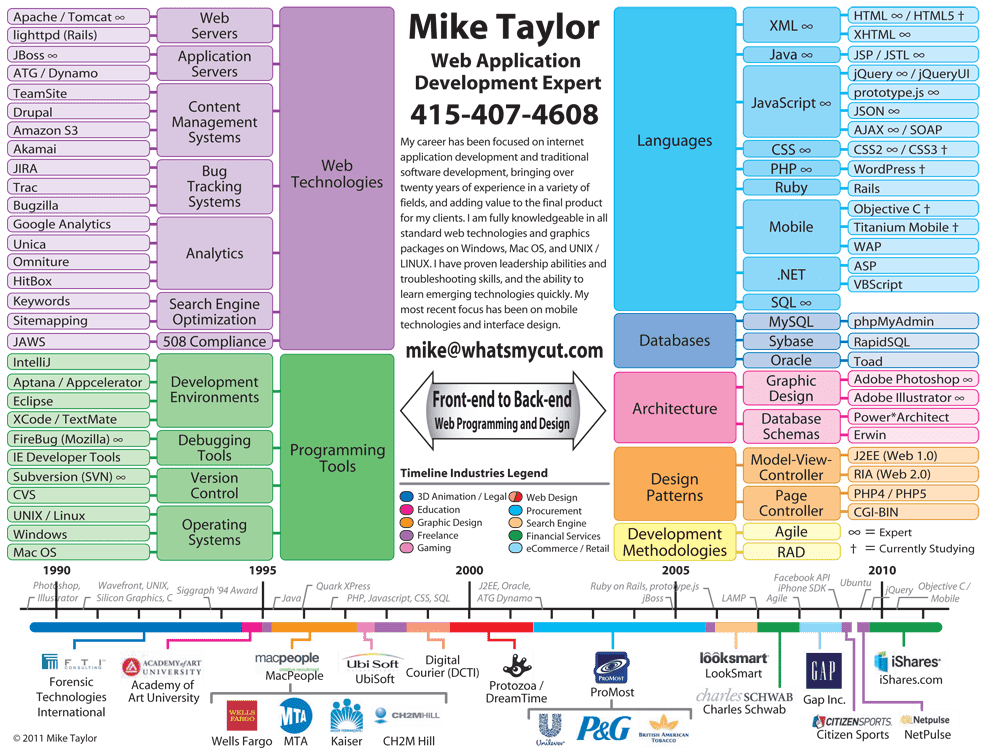 Apache / Tomcat ∞
lighttpd (Rails)
JBoss ∞
ATG / Dynamo
TeamSite
Drupal
Amazon S3
Akamai
JIRA
Trac
Bugzilla
Google Analytics
Unica
Omniture
HitBox
Keywords
Sitemapping
JAWS
IntelliJ
Aptana / Appcelerator
Eclipse
XCode / TextMate
FireBug (Mozilla) ∞
IE Developer Tools
Subversion (SVN) ∞
CVS
UNIX / Linux
Windows
Mac OS
Web
Servers
Application
Servers
Content
Management
Systems
Bug
Tracking
Systems
Analytics
Search Engine
Optimization
508 Compliance
Development
Environments
Debugging
Tools
Version
Control
Operating
Systems
Web
Technologies
Programming
Tools
Mike Taylor
Web Application
Development Expert
415-407-4608
My career has been focused on internet
application development and traditional
software development, bringing over
twenty years of experience in a variety of
fields, and adding value to the final product
for my clients. I am fully knowledgeable in all
standard web technologies and graphics
packages on Windows, Mac OS, and UNIX /
LINUX. I have proven leadership abilities and
troubleshooting skills, and the ability to
learn emerging technologies quickly. My
most recent focus has been on mobile
technologies and interface design.
mike@whatsmycut.com
Front-end to Back-end
Web Programming and Design
Timeline Industries Legend
3D Animation / Legal
Education
Graphic Design
Freelance
Gaming
Web Design
Procurement
Search Engine
Financial Services
eCommerce / Retail
Languages
Databases
Architecture
Design
Patterns
Development
Methodologies
XML ∞
Java ∞
JavaScript ∞
CSS ∞
PHP ∞
Ruby
Mobile
.NET
SQL ∞
MySQL
Sybase
Oracle
Graphic
Design
Database
Schemas
Model-View-
Controller
Page
Controller
Agile
RAD
HTML ∞ / HTML5 †
XHTML ∞
JSP / JSTL ∞
jQuery ∞ / jQueryUI
prototype.js ∞
JSON ∞
AJAX ∞ / SOAP
CSS2 ∞ / CSS3 †
WordPress †
Rails
Objective C †
Titanium Mobile †
WAP
ASP
VBScript
phpMyAdmin
RapidSQL
Toad
Adobe Photoshop ∞
Adobe Illustrator ∞
Power*Architect
Erwin
J2EE (Web 1.0)
RIA (Web 2.0)
PHP4 / PHP5
CGI-BIN
∞ = Expert
† = Currently Studying
1990
1995
2000
2005
2010
Photoshop,
Illustrator
Wavefront, UNIX,
Silicon Graphics, C
Siggraph '94 Award
Java
Quark XPress
PHP, Javascript, CSS, SQL
J2EE, Oracle,
ATG Dynamo
Ruby on Rails, prototype.js
jBoss
LAMP
Agile
Facebook API
iPhone SDK
Ubuntu
jQuery
Objective C /
Mobile
FTI
CONSULTING
Forensic
Technologies
International
ACADEMY of ART
UNIVERSITY
Academy of
Art University
macpeople
MacPeople
UBISOFT
UbiSoft
Digital
Courier (DCTI)
Protozoa /
DreamTime
PROMOST
ProMost
looksmart
LookSmart
charles SCHWAB
Charles Schwab
GAP
Gap Inc.
iShares
iShares.com
WELLS
FARGO
Wells Fargo
MTA
MTA
KAISER
Kaiser
CH2MHILL
CH2M Hill
Unilever
P&G
BRITISH AMERICAN
TOBACCO
CITIZENSPORTS
Citizen Sports
Netpulse
NetPulse
© 2011 Mike Taylor